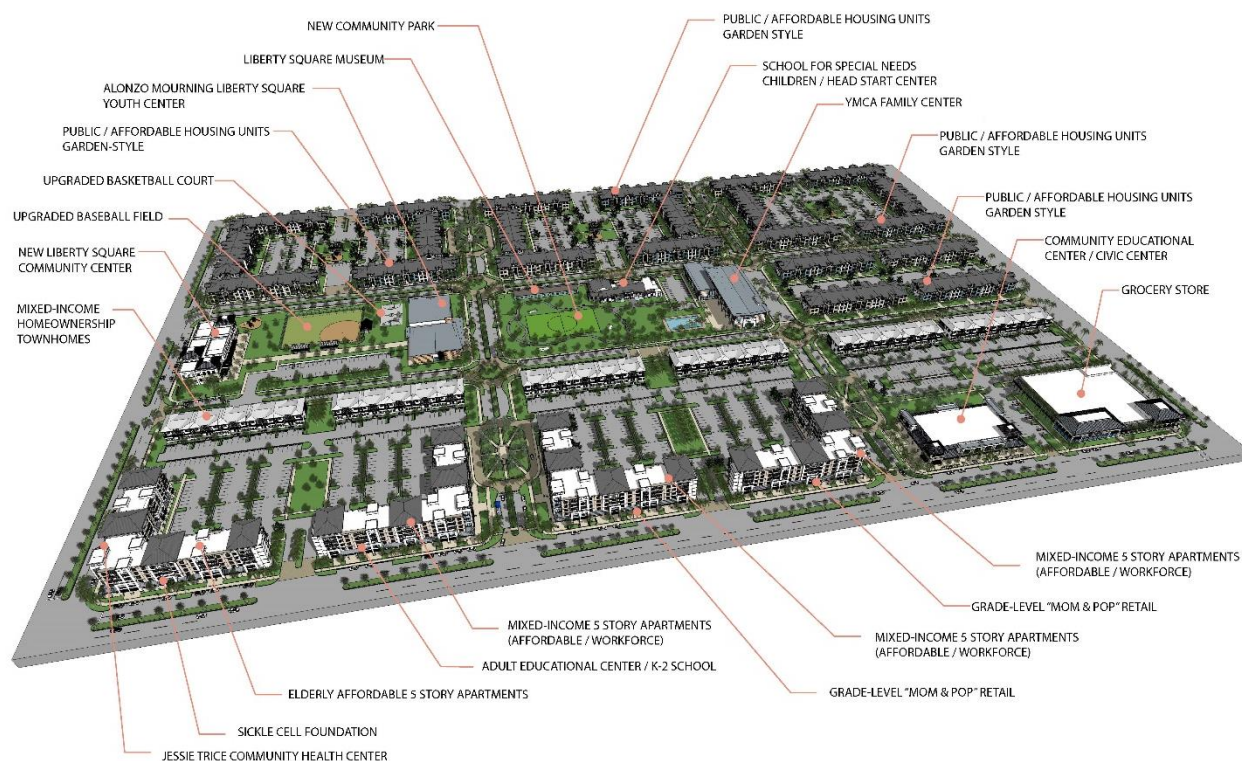 PUBLIC / AFFORDABLE HOUSING UNITS
GARDEN STYLE
NEW COMMUNITY PARK
LIBERTY SQUARE MUSEUM
SCHOOL FOR SPECIAL NEEDS
CHILDREN / HEAD START CENTER
ALONZO MOURNING LIBERTY SQUARE
YOUTH CENTER
YMCA FAMILY CENTER
PUBLIC / AFFORDABLE HOUSING UNITS
GARDEN-STYLE
PUBLIC / AFFORDABLE HOUSING UNITS
GARDEN STYLE
UPGRADED BASKETBALL COURT
PUBLIC / AFFORDABLE HOUSING UNITS
GARDEN STYLE
UPGRADED BASEBALL FIELD
NEW LIBERTY SQUARE
COMMUNITY CENTER
COMMUNITY EDUCATIONAL
CENTER / CIVIC CENTER
GROCERY STORE
MIXED-INCOME
HOMEOWNERSHIP
TOWNHOMES
MIXED-INCOME 5 STORY APARTMENTS
(AFFORDABLE / WORKFORCE)
GRADE-LEVEL "MOM & POP" RETAIL
MIXED-INCOME 5 STORY APARTMENTS
(AFFORDABLE / WORKFORCE)
MIXED-INCOME 5 STORY APARTMENTS
(AFFORDABLE / WORKFORCE)
ADULT EDUCATIONAL CENTER / K-2 SCHOOL
GRADE-LEVEL "MOM & POP" RETAIL
ELDERLY AFFORDABLE 5 STORY APARTMENTS
SICKLE CELL FOUNDATION
JESSIE TRICE COMMUNITY HEALTH CENTER